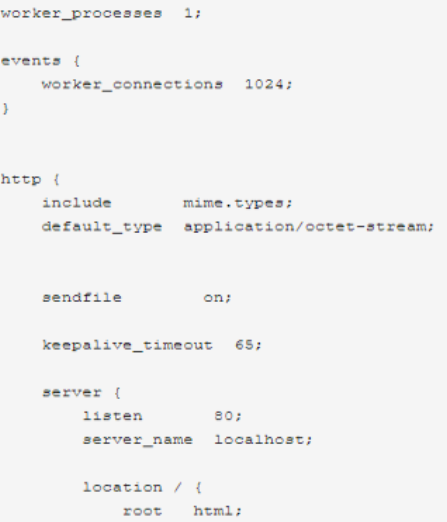 worker_processes  1;
events {
    worker_connections  1024;
}
http {
    include       mime.types;
    default_type  application/octet-stream;
    sendfile        on;
    keepalive_timeout  65;
    server {
        listen       80;
        server_name  localhost;
        location / {
            root   html;